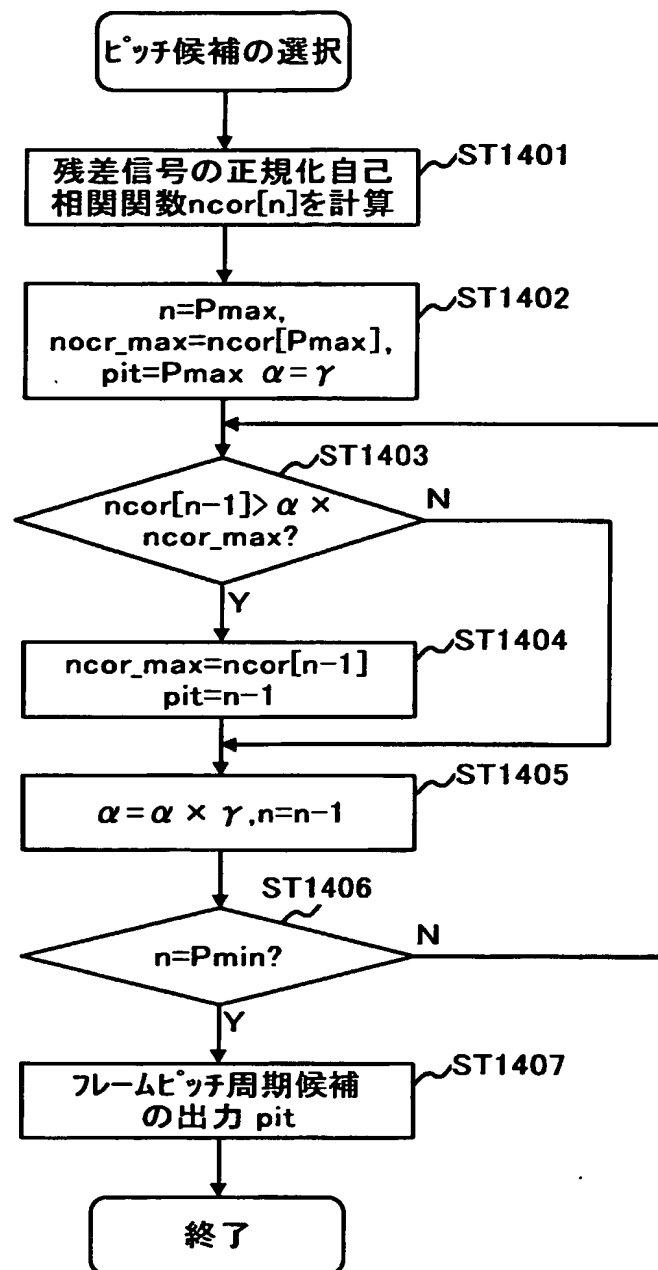 ピッチ候補の選択
ST1401
残差信号の正規化自己
相関関数ncor[n]を計算
ST1402
n=Pmax,
nocr_max=ncor[Pmax],
pit=Pmax α=γ
ST1403
ncor[n-1]> α ×
ncor_max?
N
Y
ST1404
ncor_max=ncor[n-1]
pit=n-1
ST1405
α=α × γ,n=n-1
ST1406
n=Pmin?
N
Y
ST1407
フレームピッチ周期候補
の出力 pit
終了